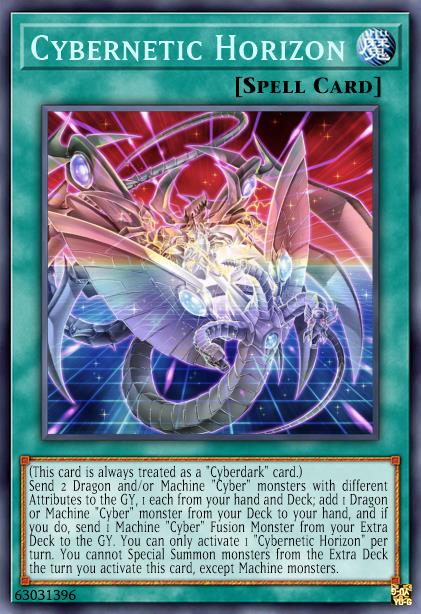 Cybernetic Horizon
[Spell Card]
(This card is always treated as a "Cyberdark" card.)
Send 2 Dragon and/or Machine "Cyber" monsters with different
Attributes to the GY, 1 each from your hand and Deck; add 1 Dragon
or Machine "Cyber" monster from your Deck to your hand, and if
you do, send 1 Machine "Cyber" Fusion Monster from your Extra
Deck to the GY. You can only activate 1 "Cybernetic Horizon" per
turn. You cannot Special Summon monsters from the Extra Deck
the turn you activate this card, except Machine monsters.
63031396